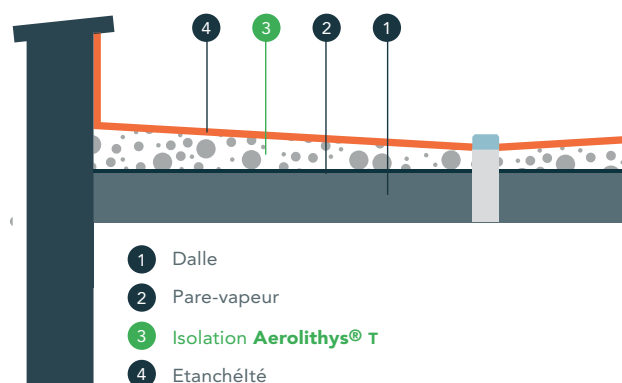 4 3 2 1
1 Dalle
2 Pare-vapeur
3 Isolation Aerolithys® T
4 EtanchéIté